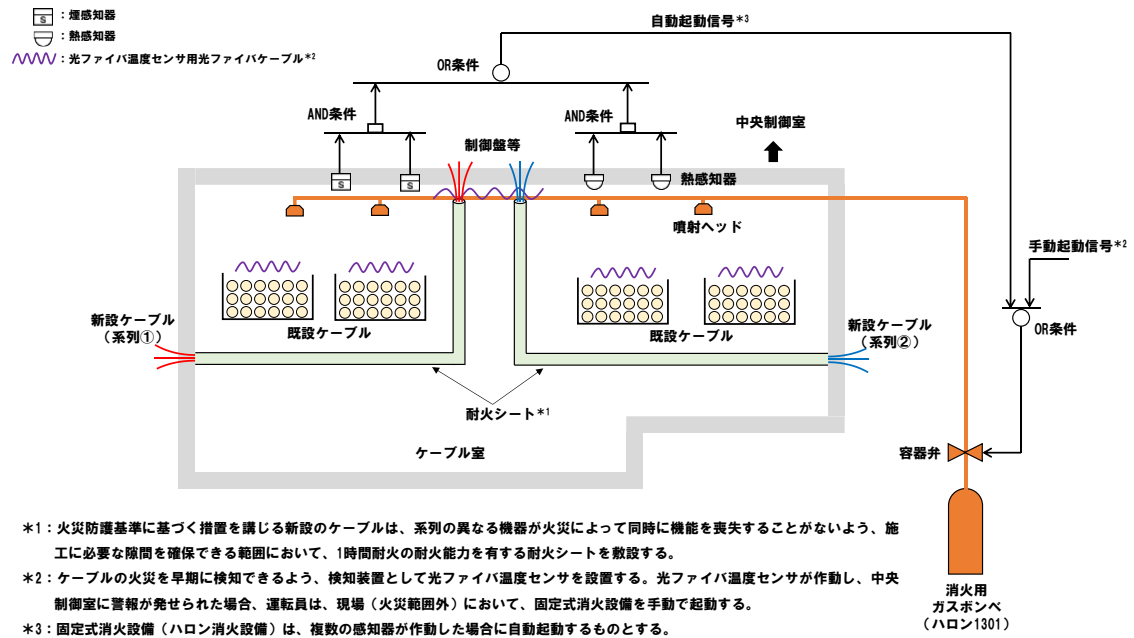 S：煙感知器
：熱感知器
：光ファイバ温度センサ用光ファイバケーブル＊2
自動起動信号＊3
OR条件
AND条件
AND条件
制御盤等
中央制御室
S
S
熱感知器
噴射ヘッド
手動起動信号＊2
新設ケーブル
（系列①）
既設ケーブル
既設ケーブル
新設ケーブル
（系列②）
OR条件
耐火シート＊1
ケーブル室
容器弁
消火用
ガスボンベ
（ハロン1301）
＊1：火災防護基準に基づく措置を講じる新設のケーブルは、系列の異なる機器が火災によって同時に機能を喪失することがないよう、施
工に必要な隙間を確保できる範囲において、1時間耐火の耐火能力を有する耐火シートを敷設する。
＊2：ケーブルの火災を早期に検知できるよう、検知装置として光ファイバ温度センサを設置する。光ファイバ温度センサが作動し、中央
制御室に警報が発せられた場合、運転員は、現場（火災範囲外）において、固定式消火設備を手動で起動する。
＊3：固定式消火設備（ハロン消火設備）は、複数の感知器が作動した場合に自動起動するものとする。